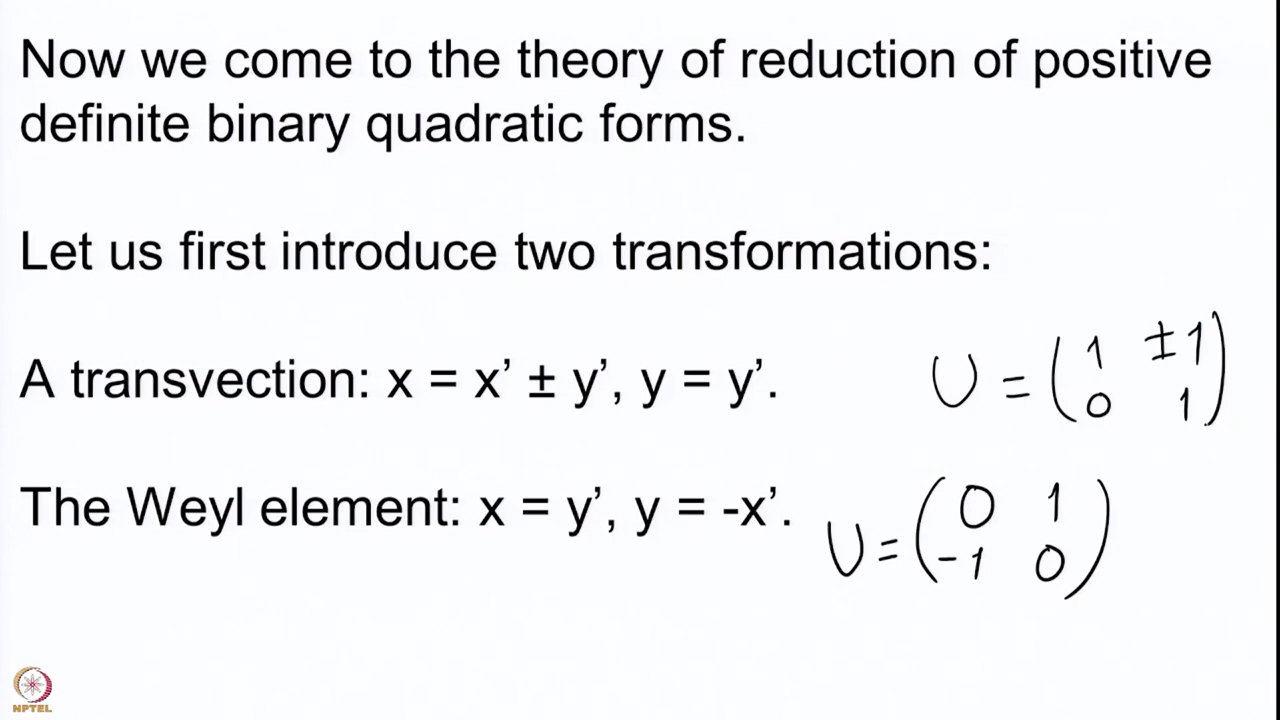 Now we come to the theory of reduction of positive
definite binary quadratic forms.
Let us first introduce two transformations:
A transvection: x = x’ ± y’, y = y’.
U = (1 ±1
0 1)
The Weyl element: x = y’, y = -x’.
U = (0 1
-1 0)
NPTEL